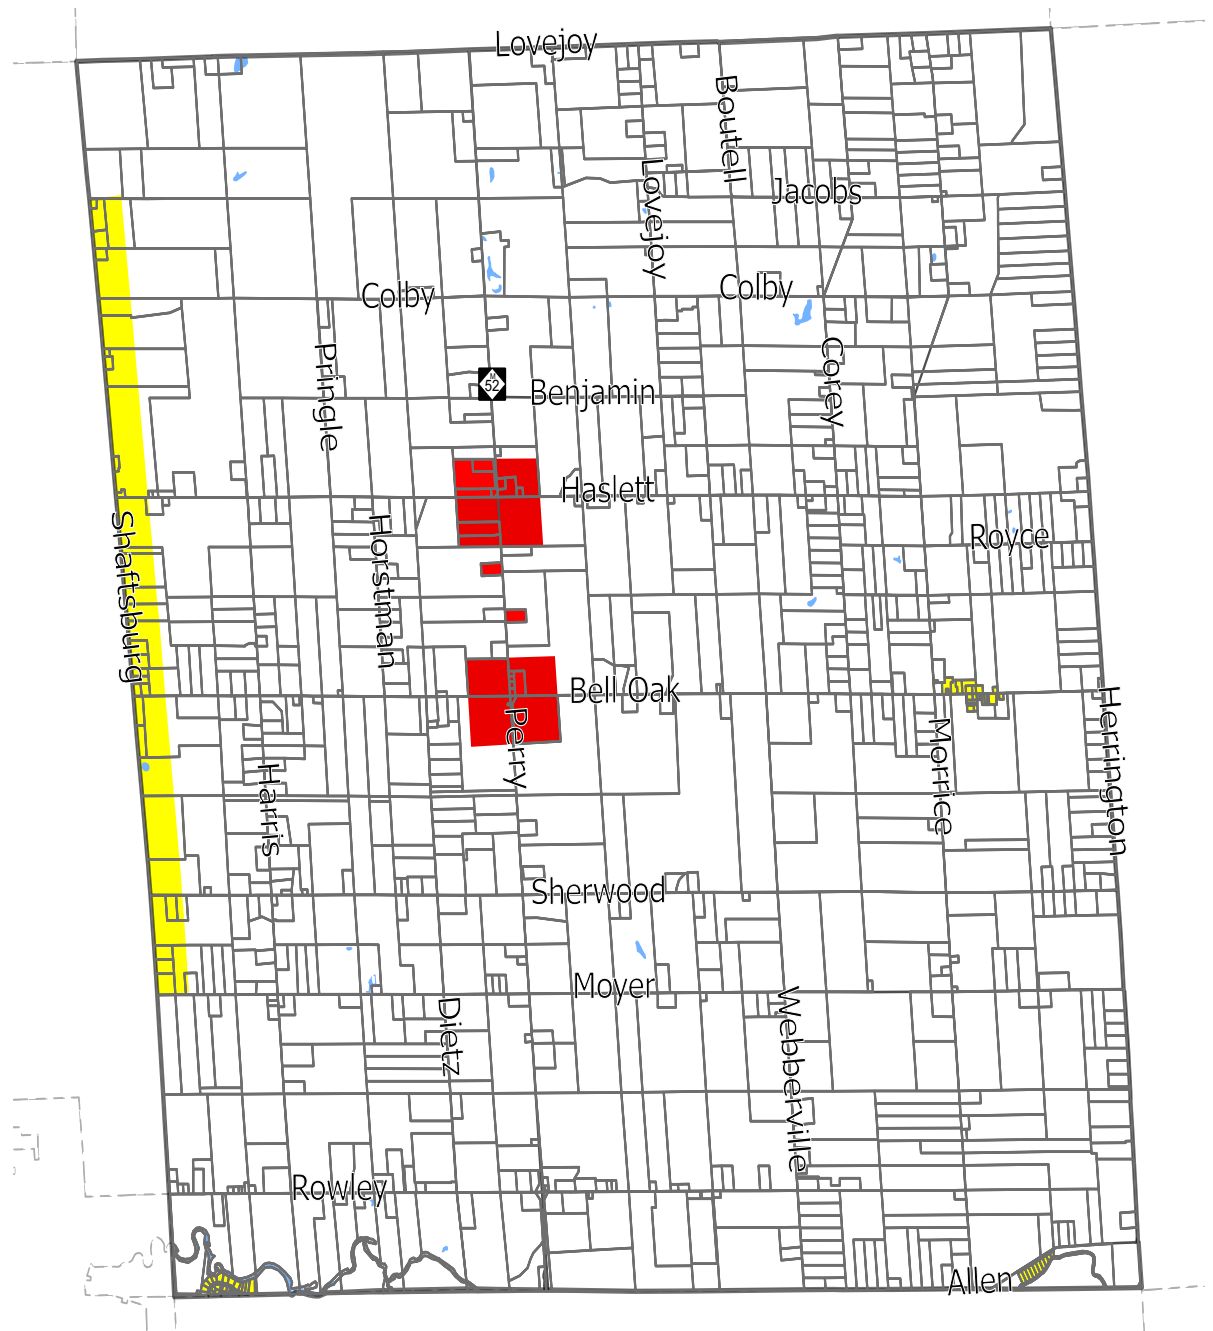 Lovejoy
Boutell
Lovejoy
Jacobs
Colby
Colby
Pringle
M
52
Benjamin
Corey
Haslett
Shaftsburg
Horstman
Royce
Bell Oak
Perry
Morrice
Herrington
Harris
Sherwood
Moyer
Dietz
Webberville
Rowley
Allen